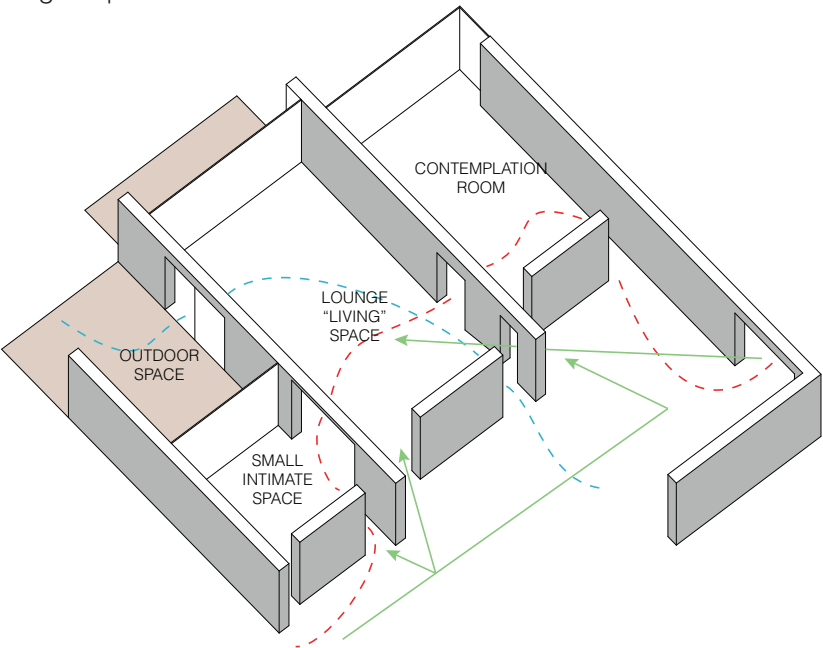 CONTEMPLATION
ROOM
LOUNGE
“LIVING”
SPACE
OUTDOOR
SPACE
SMALL
INTIMATE
SPACE